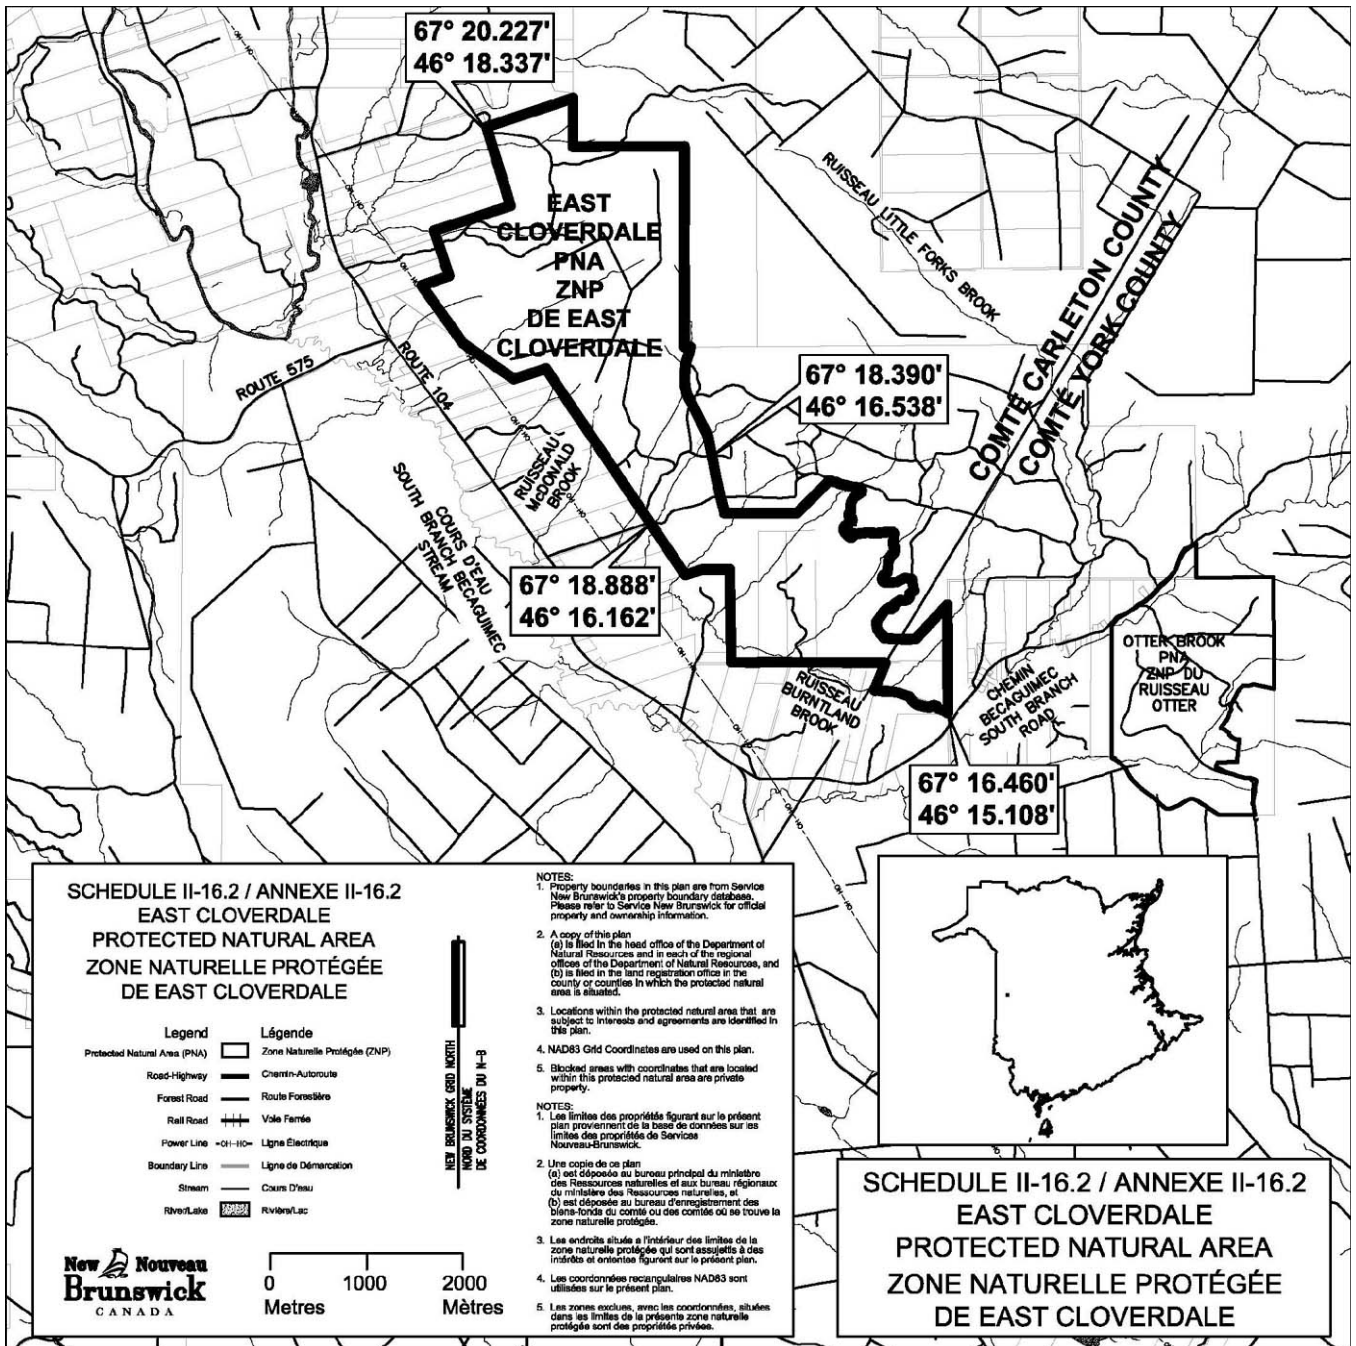 67° 20.227'
46° 18.337'
RUISSEAU LITTLE FORKS BROOK
COMTÉ CARLETON COUNTY
COMTÉ YORK COUNTY
EAST
CLOVERDALE
PNA
ZNP
DE EAST
CLOVERDALE
ROUTE 575
ROUTE 104
67° 18.390'
46° 16.538'
RUISSEAU
McDONALD
BROOK
COURS D'EAU
SOUTH BRANCH BECAGUIMEC
STREAM
67° 18.888'
46° 16.162'
OTTER BROOK
PNA
ZNP DU
RUISSEAU
OTTER
RUISSEAU
BURNTLAND
BROOK
CHEMIN
BECAGUIMEC
SOUTH BRANCH
ROAD
67° 16.460'
46° 15.108'
SCHEDULE II-16.2 / ANNEXE II-16.2
EAST CLOVERDALE
PROTECTED NATURAL AREA
ZONE NATURELLE PROTÉGÉE
DE EAST CLOVERDALE
Legend Légende
Protected Natural Area (PNA) Zone Naturelle Protégée (ZNP)
Road-Highway Chemin-Autoroute
Forest Road Route Forestière
Rail Road Voie Ferrée
Power Line -OH-HO- Ligne Électrique
Boundary Line Ligne de Démarcation
Stream Cours D'eau
River/Lake Rivière/Lac
NEW BRUNSWICK GRID NORTH
NORD DU SYSTÈME
DE COORDONNÉES DU N-B
New Nouveau
Brunswick
CANADA
0 1000 2000
Metres Mètres
NOTES:
1. Property boundaries in this plan are from Service
New Brunswick's property boundary database.
Please refer to Service New Brunswick for official
property and ownership information.
2. A copy of this plan
(a) is filed in the head office of the Department of
Natural Resources and in each of the regional
offices of the Department of Natural Resources, and
(b) is filed in the land registration office in the
county or counties in which the protected natural
area is situated.
3. Locations within the protected natural area that are
subject to interests and agreements are identified in
this plan.
4. NAD83 Grid Coordinates are used on this plan.
5. Blocked areas with coordinates that are located
within this protected natural area are private
property.
NOTES:
1. Les limites des propriétés figurant sur le présent
plan proviennent de la base de données sur les
limites des propriétés de Services
Nouveau-Brunswick.
2. Une copie de ce plan
(a) est déposée au bureau principal du ministère
des Ressources naturelles et aux bureau régionaux
du ministère des Ressources naturelles, et
(b) est déposée au bureau d'enregistrement des
biens-fonds du comté ou des comtés où se trouve la
zone naturelle protégée.
3. Les endroits située a l'intérieur des limites de la
zone naturelle protégée qui sont assujettis à des
intérêts et ententes figurent sur le présent plan.
4. Les coordonnées rectangulaires NAD83 sont
utilisées sur le présent plan.
5. Les zones exclues, avec les coordonnées, situées
dans les limites de la présente zone naturelle
protégée sont des propriétés privées.
SCHEDULE II-16.2 / ANNEXE II-16.2
EAST CLOVERDALE
PROTECTED NATURAL AREA
ZONE NATURELLE PROTÉGÉE
DE EAST CLOVERDALE